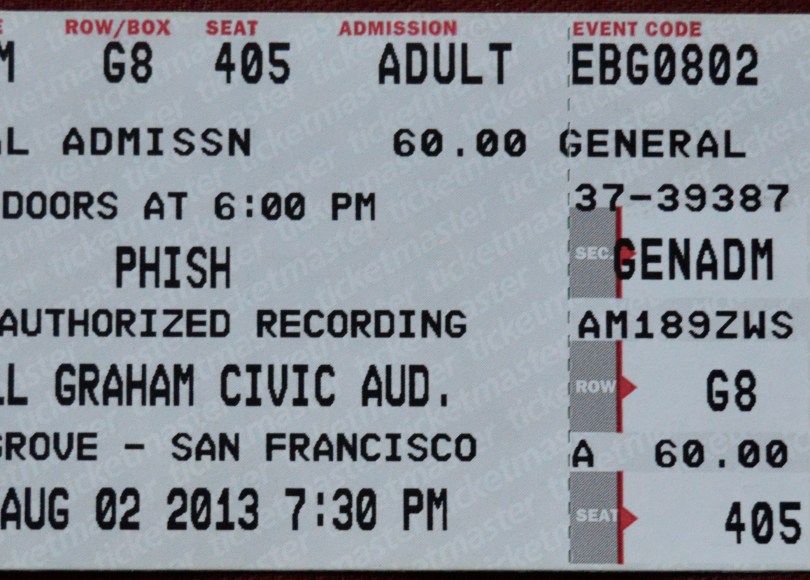 ROW/BOX SEAT ADMISSION EVENT CODE
M G8 405 ADULT EBG0802
L ADMISSN 60.00 GENERAL
DOORS AT 6:00 PM 37-39387
PHISH SEC. GENADM
AUTHORIZED RECORDING AM189ZWS
LL GRAHAM CIVIC AUD. ROW G8
GROVE - SAN FRANCISCO A 60.00
AUG 02 2013 7:30 PM SEAT 405